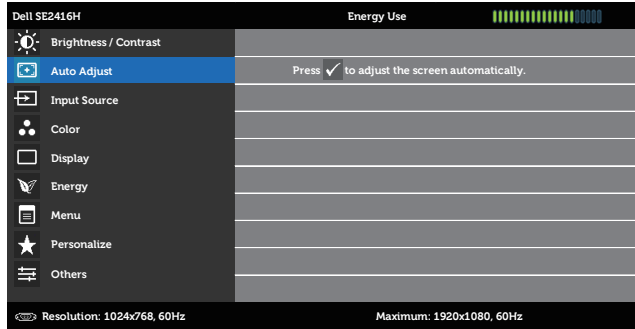 Dell SE2416H Energy Use
Brightness / Contrast
Auto Adjust Press ✓ to adjust the screen automatically.
Input Source
Color
Display
Energy
Menu
Personalize
Others
Resolution: 1024x768, 60Hz Maximum: 1920x1080, 60Hz